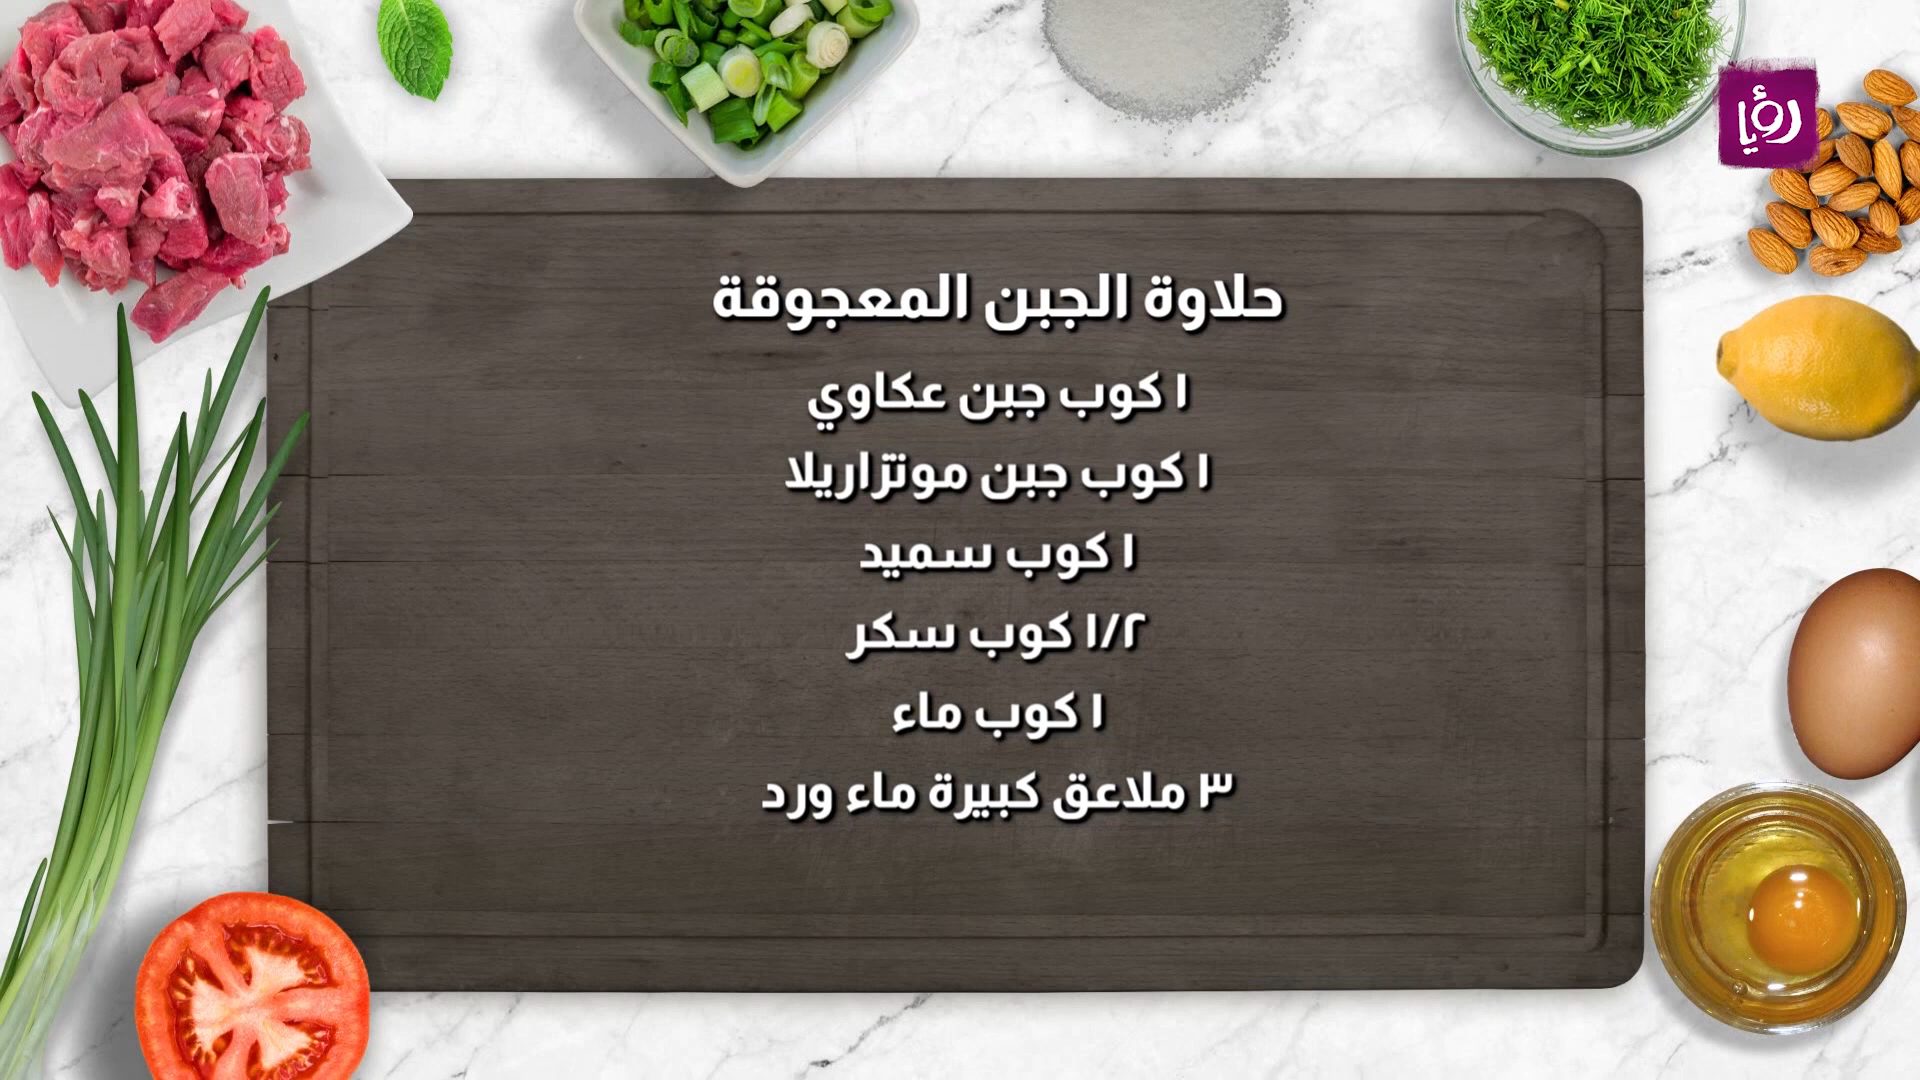 رؤيا
حلاوة الجبن المعجوقة
١ كوب جبن عكاوي
١ كوب جبن موتزاريلا
١ كوب سميد
١/٢ كوب سكر
١ كوب ماء
٣ ملاعق كبيرة ماء ورد